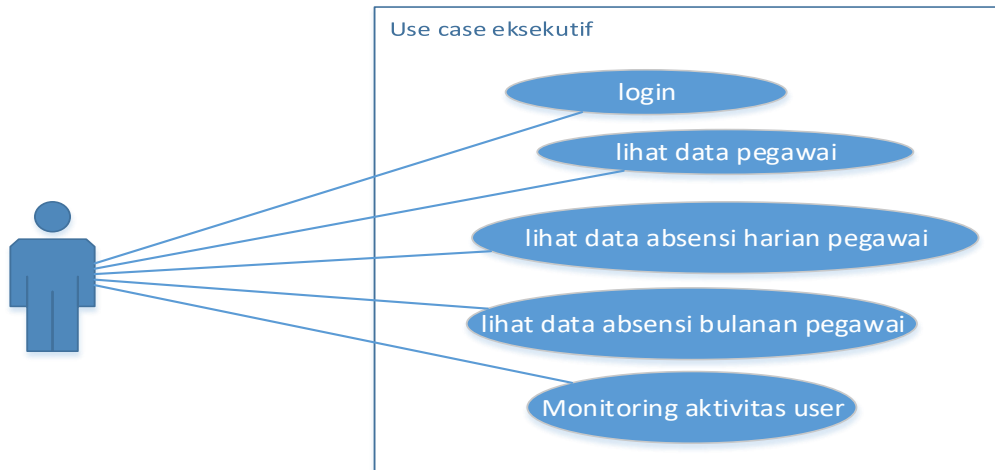 Use case eksekutif
login
lihat data pegawai
lihat data absensi harian pegawai
lihat data absensi bulanan pegawai
Monitoring aktivitas user